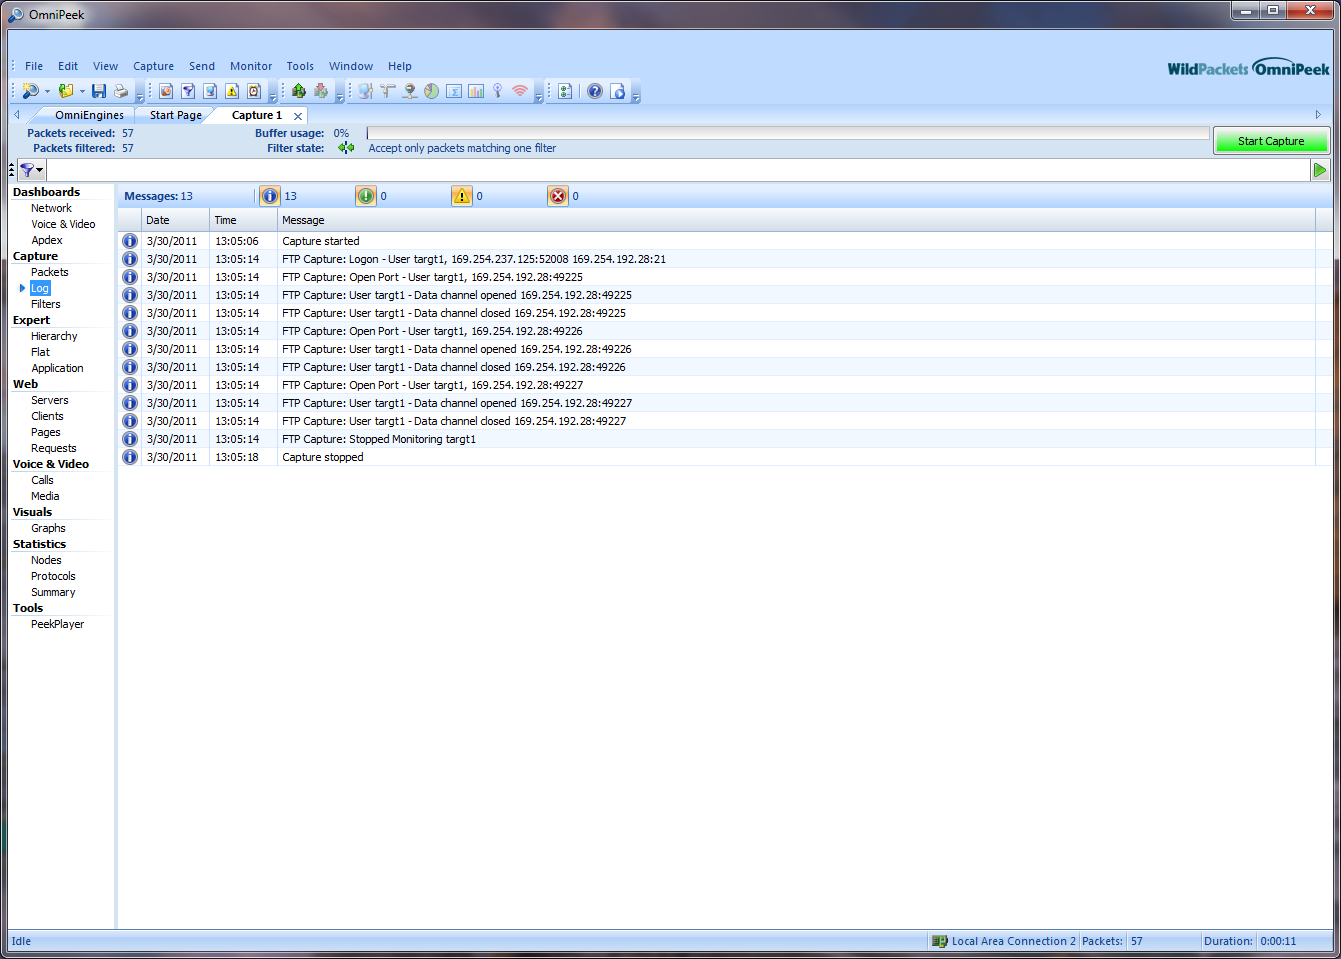 OmniPeek
File Edit View Capture Send Monitor Tools Window Help
WildPackets OmniPeek
OmniEngines Start Page Capture 1
Packets received: 57 Buffer usage: 0%
Packets filtered: 57 Filter state: Accept only packets matching one filter
Start Capture
Dashboards
Network
Voice & Video
Apdex
Capture
Packets
Log
Filters
Expert
Hierarchy
Flat
Application
Web
Servers
Clients
Pages
Requests
Voice & Video
Calls
Media
Visuals
Graphs
Statistics
Nodes
Protocols
Summary
Tools
PeekPlayer
Messages: 13 13 0 0 0
Date Time Message
3/30/2011 13:05:06 Capture started
3/30/2011 13:05:14 FTP Capture: Logon - User targt1, 169.254.237.125:52008 169.254.192.28:21
3/30/2011 13:05:14 FTP Capture: Open Port - User targt1, 169.254.192.28:49225
3/30/2011 13:05:14 FTP Capture: User targt1 - Data channel opened 169.254.192.28:49225
3/30/2011 13:05:14 FTP Capture: User targt1 - Data channel closed 169.254.192.28:49225
3/30/2011 13:05:14 FTP Capture: Open Port - User targt1, 169.254.192.28:49226
3/30/2011 13:05:14 FTP Capture: User targt1 - Data channel opened 169.254.192.28:49226
3/30/2011 13:05:14 FTP Capture: User targt1 - Data channel closed 169.254.192.28:49226
3/30/2011 13:05:14 FTP Capture: Open Port - User targt1, 169.254.192.28:49227
3/30/2011 13:05:14 FTP Capture: User targt1 - Data channel opened 169.254.192.28:49227
3/30/2011 13:05:14 FTP Capture: User targt1 - Data channel closed 169.254.192.28:49227
3/30/2011 13:05:14 FTP Capture: Stopped Monitoring targt1
3/30/2011 13:05:18 Capture stopped
Idle Local Area Connection 2 Packets: 57 Duration: 0:00:11